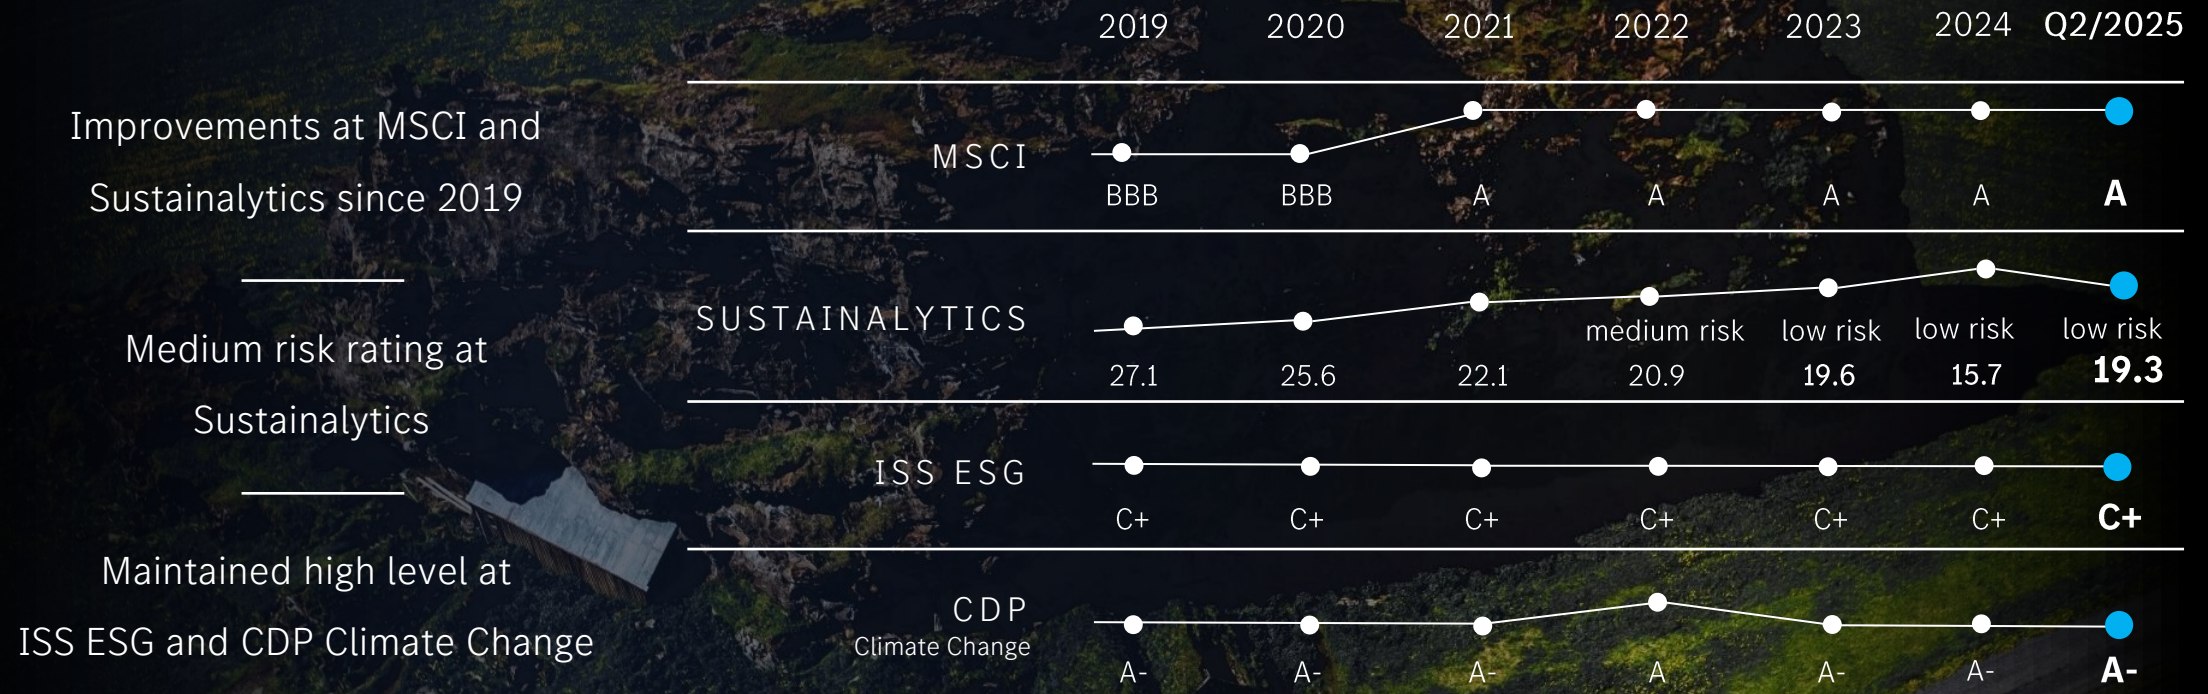 2019 2020 2021 2022 2023 2024 Q2/2025
Improvements at MSCI and
Sustainalytics since 2019
MSCI
BBB BBB A A A A A
Medium risk rating at
Sustainalytics
SUSTAINALYTICS
medium risk low risk low risk low risk
27.1 25.6 22.1 20.9 19.6 15.7 19.3
ISS ESG
C+ C+ C+ C+ C+ C+ C+
Maintained high level at
ISS ESG and CDP Climate Change
CDP
Climate Change
A- A- A- A A- A- A-